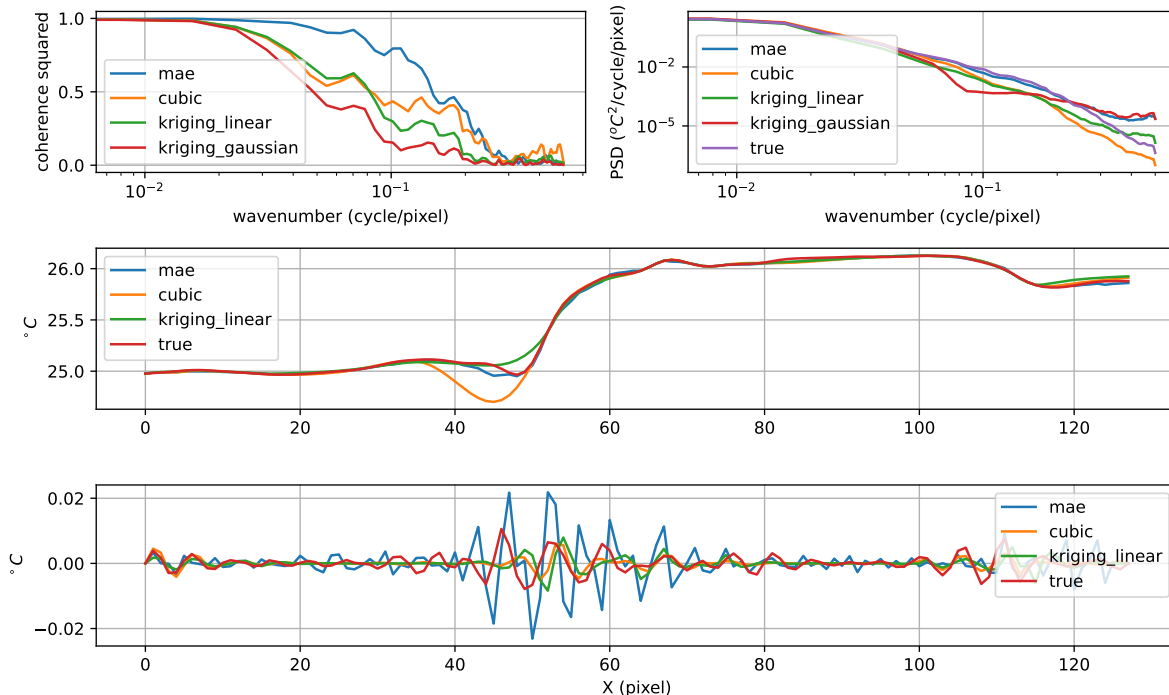 1.0
0.5
0.0
coherence squared
mae
cubic
kriging_linear
kriging_gaussian
10⁻²
10⁻¹
wavenumber (cycle/pixel)
10⁻²
10⁻⁵
PSD (°C²/cycle/pixel)
mae
cubic
kriging_linear
kriging_gaussian
true
10⁻²
10⁻¹
wavenumber (cycle/pixel)
26.0
25.5
25.0
°C
mae
cubic
kriging_linear
true
0 20 40 60 80 100 120
0.02
0.00
−0.02
°C
mae
cubic
kriging_linear
true
0 20 40 60 80 100 120
X (pixel)